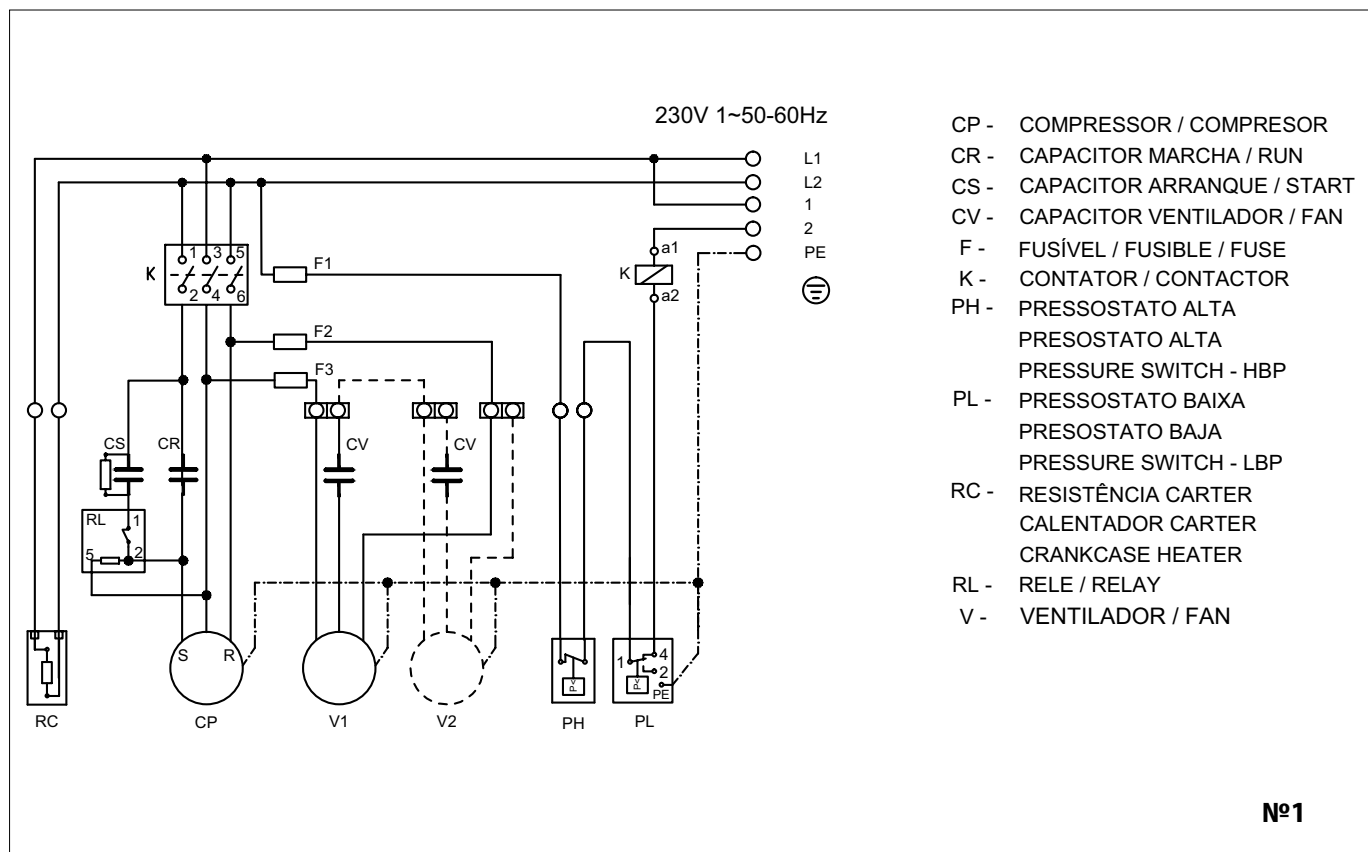 230V 1~50-60Hz
L1
L2
1
2
PE
a1
K
a2
K
1 3 5
2 4 6
F1
F2
F3
CS
CR
CV
CV
RL
1
5
2
S
R
1
4
2
PE
P<
P<
RC
CP
V1
V2
PH
PL
CP - COMPRESSOR / COMPRESOR
CR - CAPACITOR MARCHA / RUN
CS - CAPACITOR ARRANQUE / START
CV - CAPACITOR VENTILADOR / FAN
F - FUSÍVEL / FUSIBLE / FUSE
K - CONTATOR / CONTACTOR
PH - PRESSOSTATO ALTA
PRESOSTATO ALTA
PRESSURE SWITCH - HBP
PL - PRESSOSTATO BAIXA
PRESOSTATO BAJA
PRESSURE SWITCH - LBP
RC - RESISTÊNCIA CARTER
CALENTADOR CARTER
CRANKCASE HEATER
RL - RELE / RELAY
V - VENTILADOR / FAN
Nº1